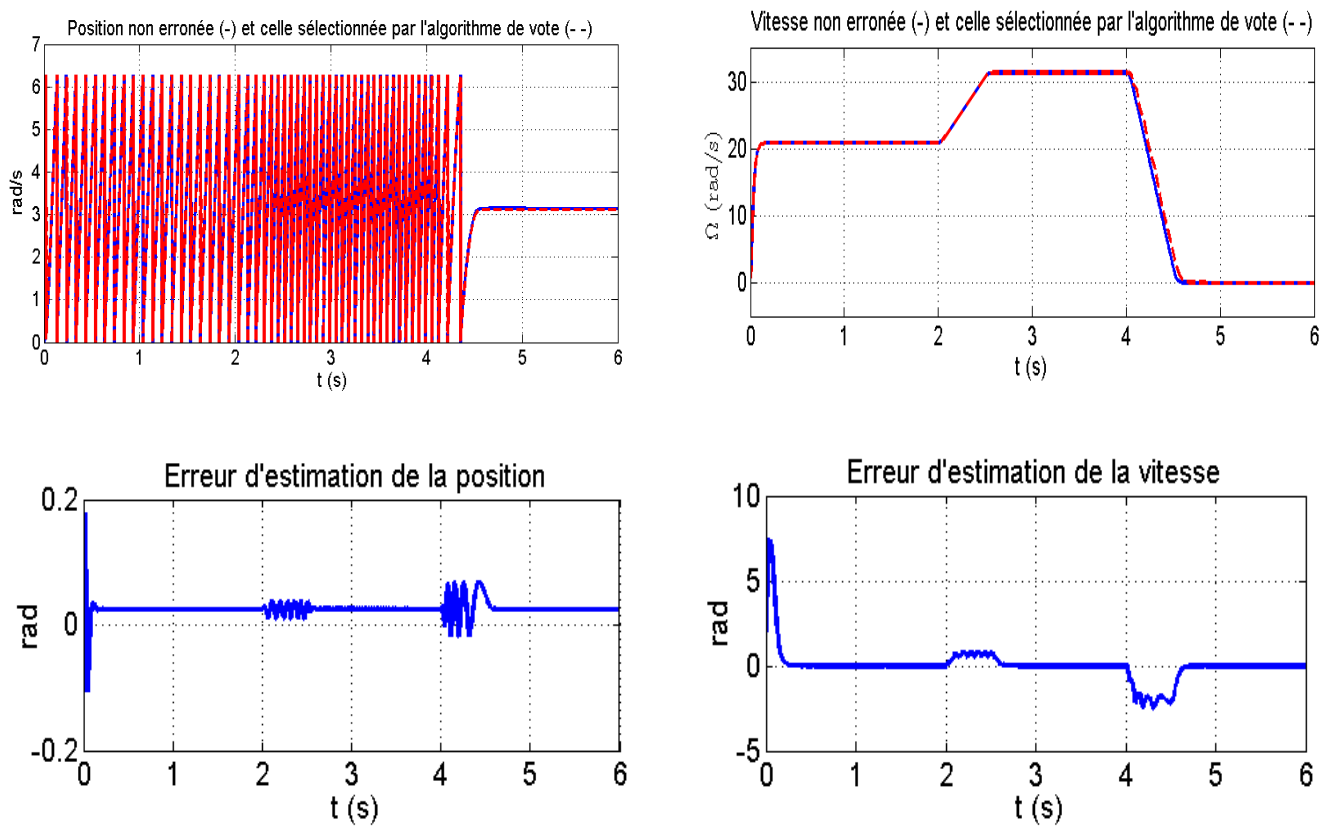 Position non erronée (-) et celle sélectionnée par l'algorithme de vote (- -)
7
6
5
4
3
2
1
0
rad/s
0 1 2 3 4 5 6
t (s)
Vitesse non erronée (-) et celle sélectionnée par l'algorithme de vote (- -)
30
20
10
0
Ω (rad/s)
0 1 2 3 4 5 6
t (s)
Erreur d'estimation de la position
0.2
0
-0.2
rad
0 1 2 3 4 5 6
t (s)
Erreur d'estimation de la vitesse
10
5
0
-5
rad
0 1 2 3 4 5 6
t (s)